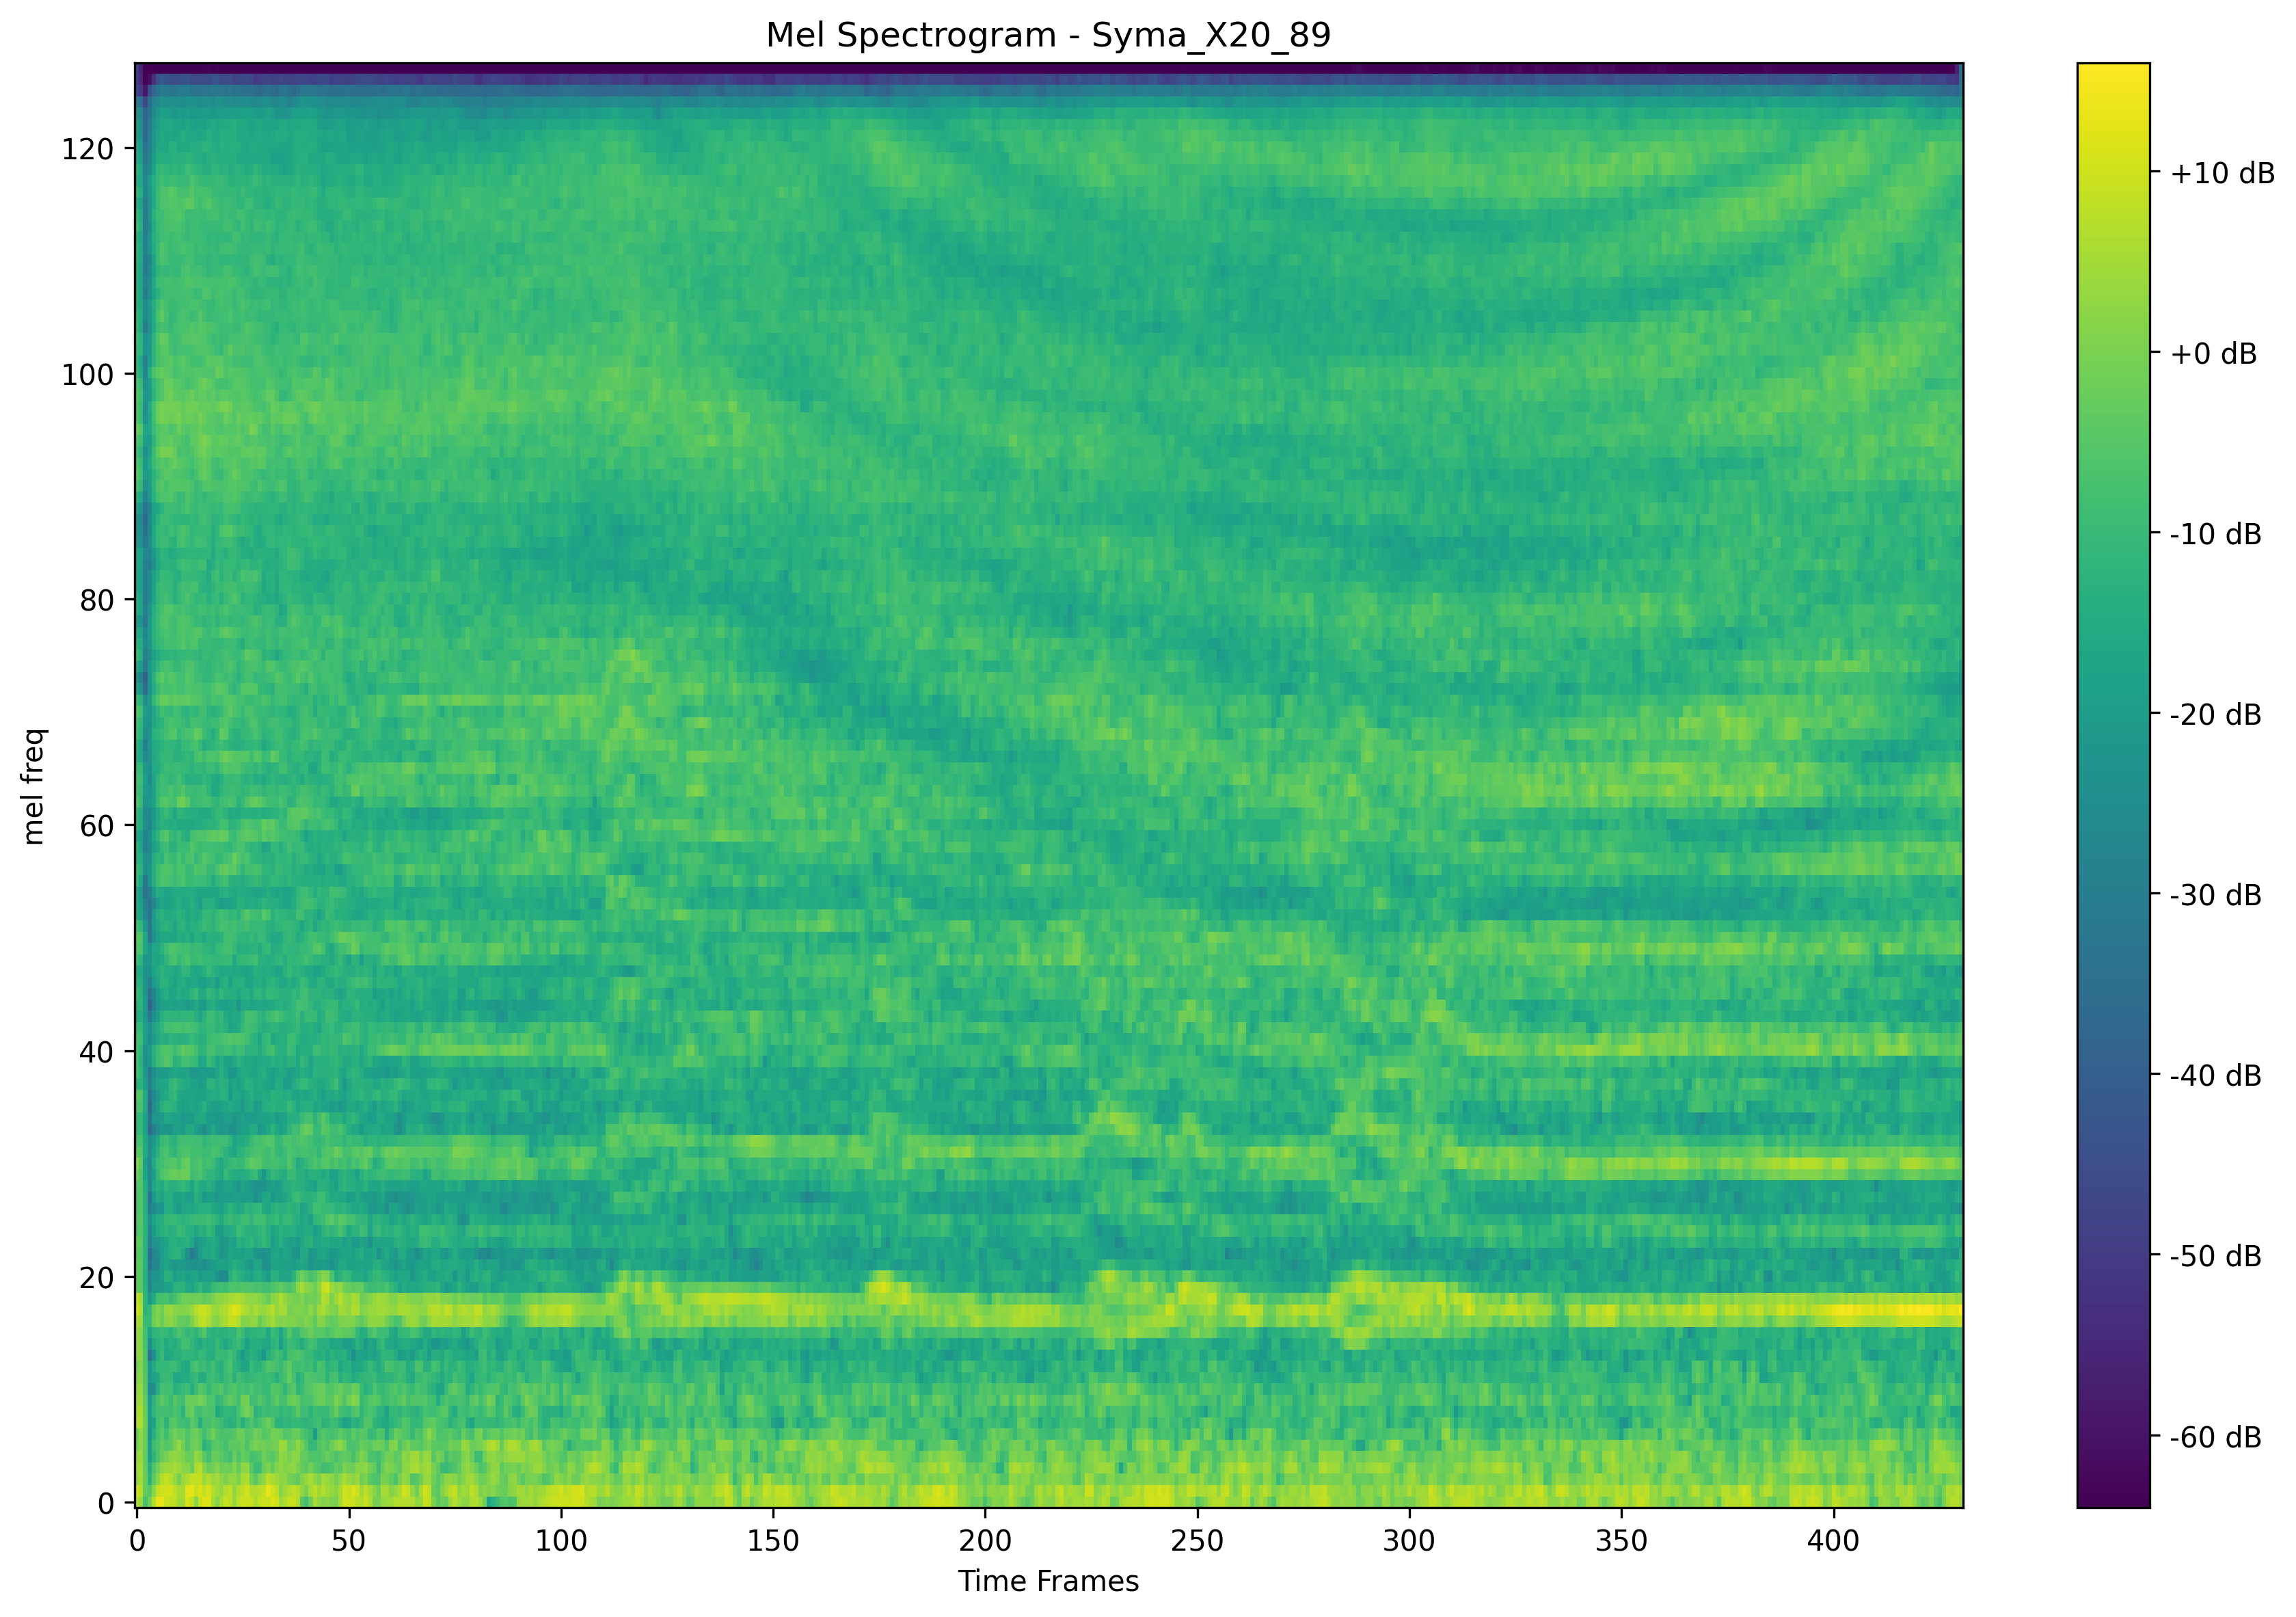 Mel Spectrogram - Syma_X20_89
mel freq
120
100
80
60
40
20
0
0 50 100 150 200 250 300 350 400
Time Frames
+10 dB
+0 dB
-10 dB
-20 dB
-30 dB
-40 dB
-50 dB
-60 dB